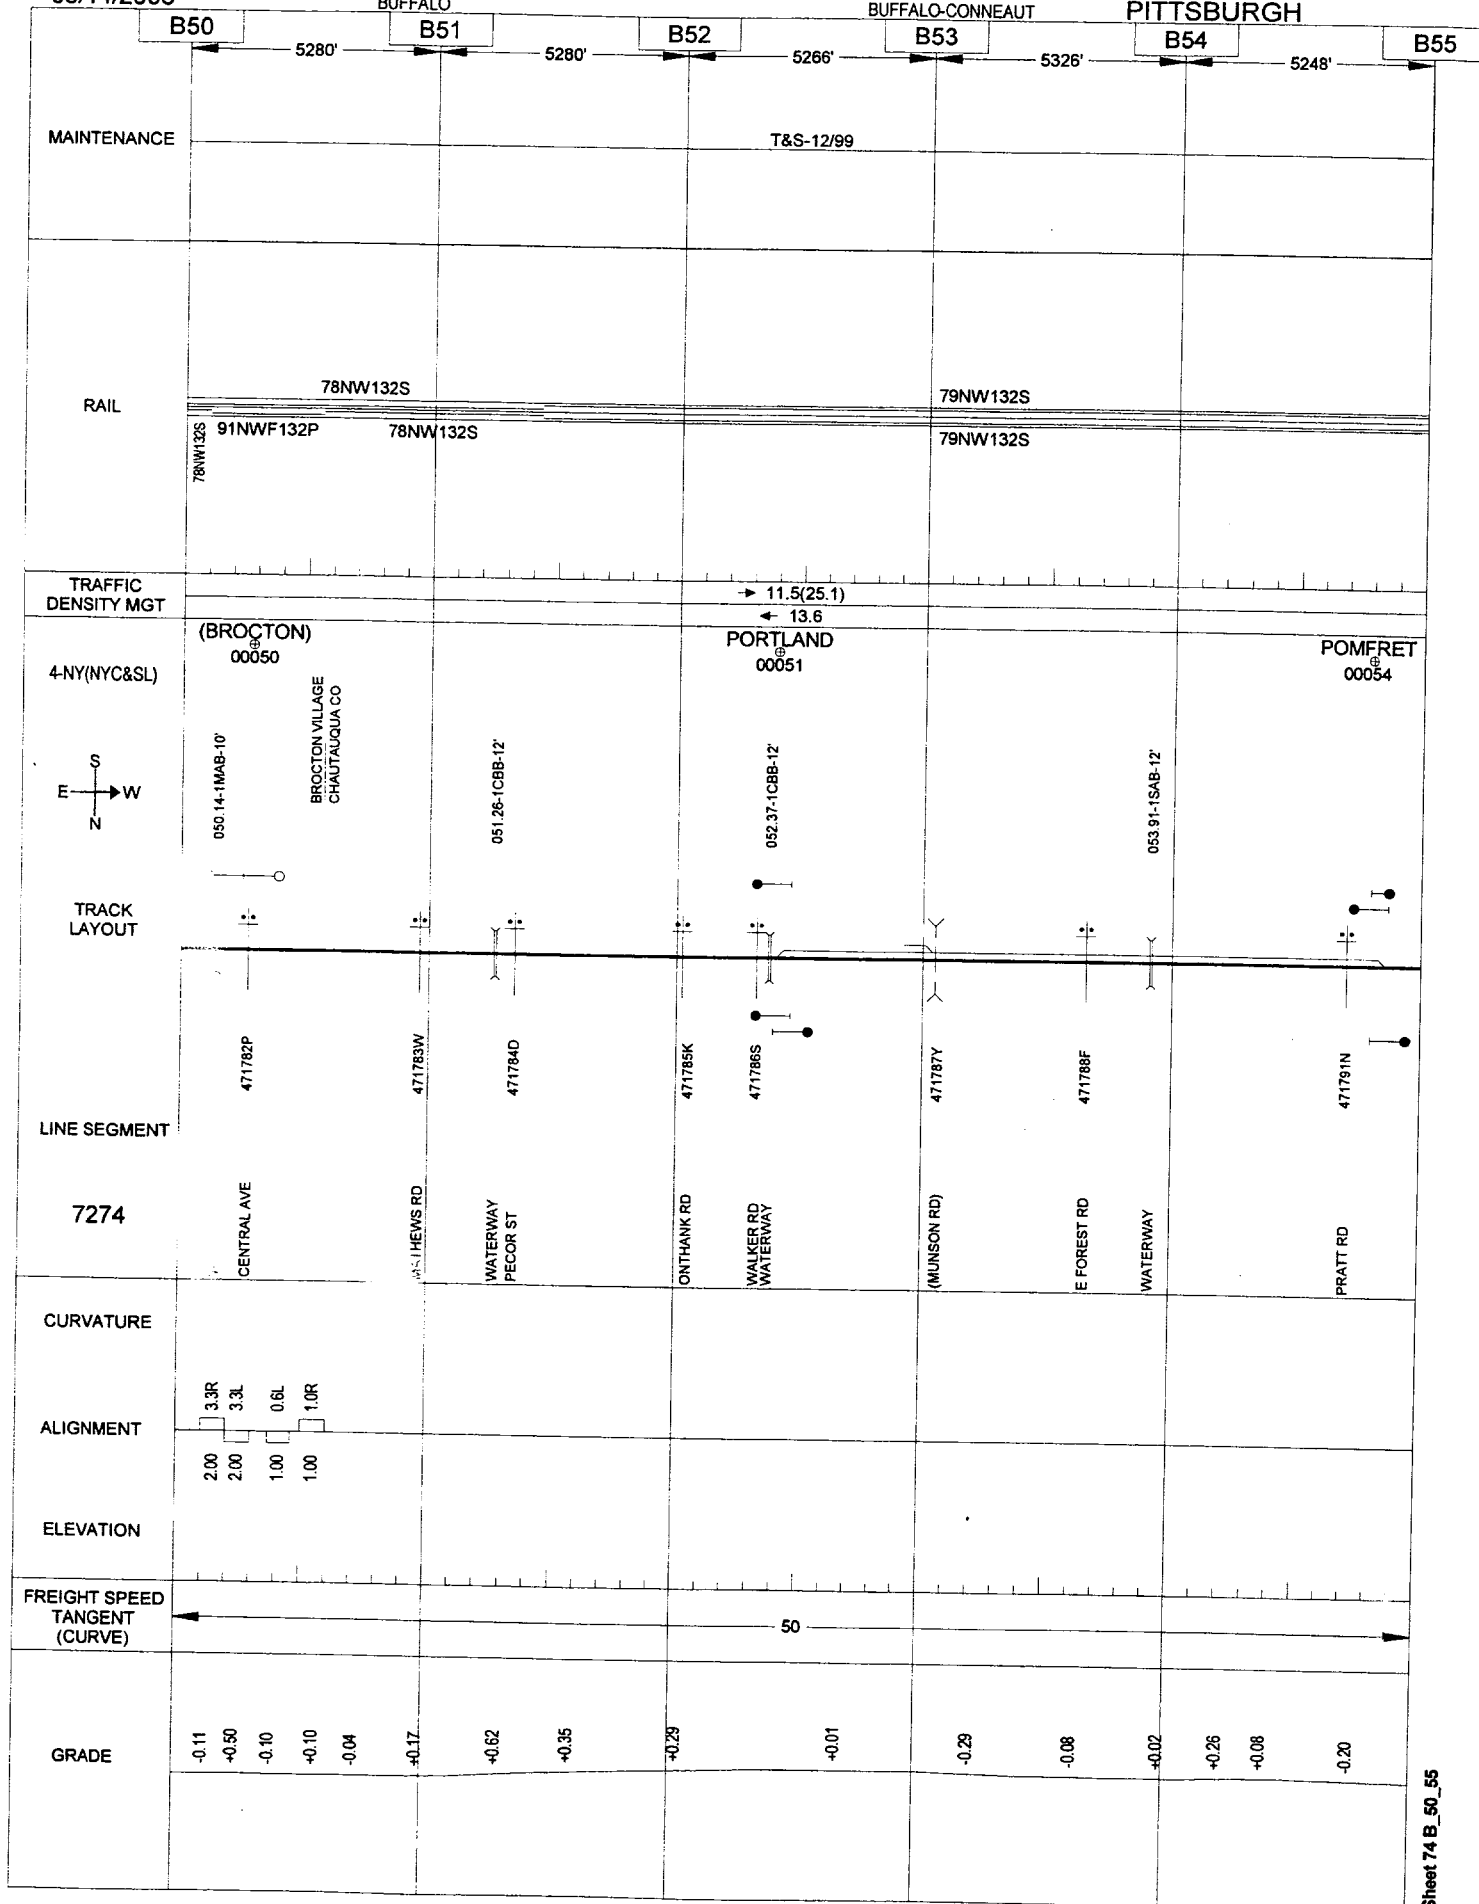 BUFFALO
BUFFALO-CONNEAUT
PITTSBURGH
B50
B51
B52
B53
B54
B55
5280'
5280'
5266'
5326'
5248'
MAINTENANCE
T&S-12/99
RAIL
78NW132S
79NW132S
78NW132S
91NWF132P
78NW132S
79NW132S
TRAFFIC
DENSITY MGT
11.5(25.1)
13.6
4-NY(NYC&SL)
(BROCTON)
00050
PORTLAND
00051
POMFRET
00054
BROCTON VILLAGE
CHAUTAUQUA CO
S
E W
N
050.14-1MAB-10'
051.26-1CBB-12'
052.37-1CBB-12'
053.91-1SAB-12'
TRACK
LAYOUT
471782P
471783W
471784D
471785K
471786S
471787Y
471788F
471791N
LINE SEGMENT
7274
CENTRAL AVE
HEWS RD
WATERWAY
PECOR ST
ONTHANK RD
WALKER RD
WATERWAY
(MUNSON RD)
E FOREST RD
WATERWAY
PRATT RD
CURVATURE
3.3R
3.3L
0.6L
1.0R
ALIGNMENT
2.00
2.00
1.00
1.00
ELEVATION
FREIGHT SPEED
TANGENT
(CURVE)
50
GRADE
-0.11
+0.50
-0.10
+0.10
-0.04
+0.17
+0.62
+0.35
+0.29
+0.01
-0.29
-0.08
+0.02
+0.26
+0.08
-0.20
Sheet 74 B_50_55